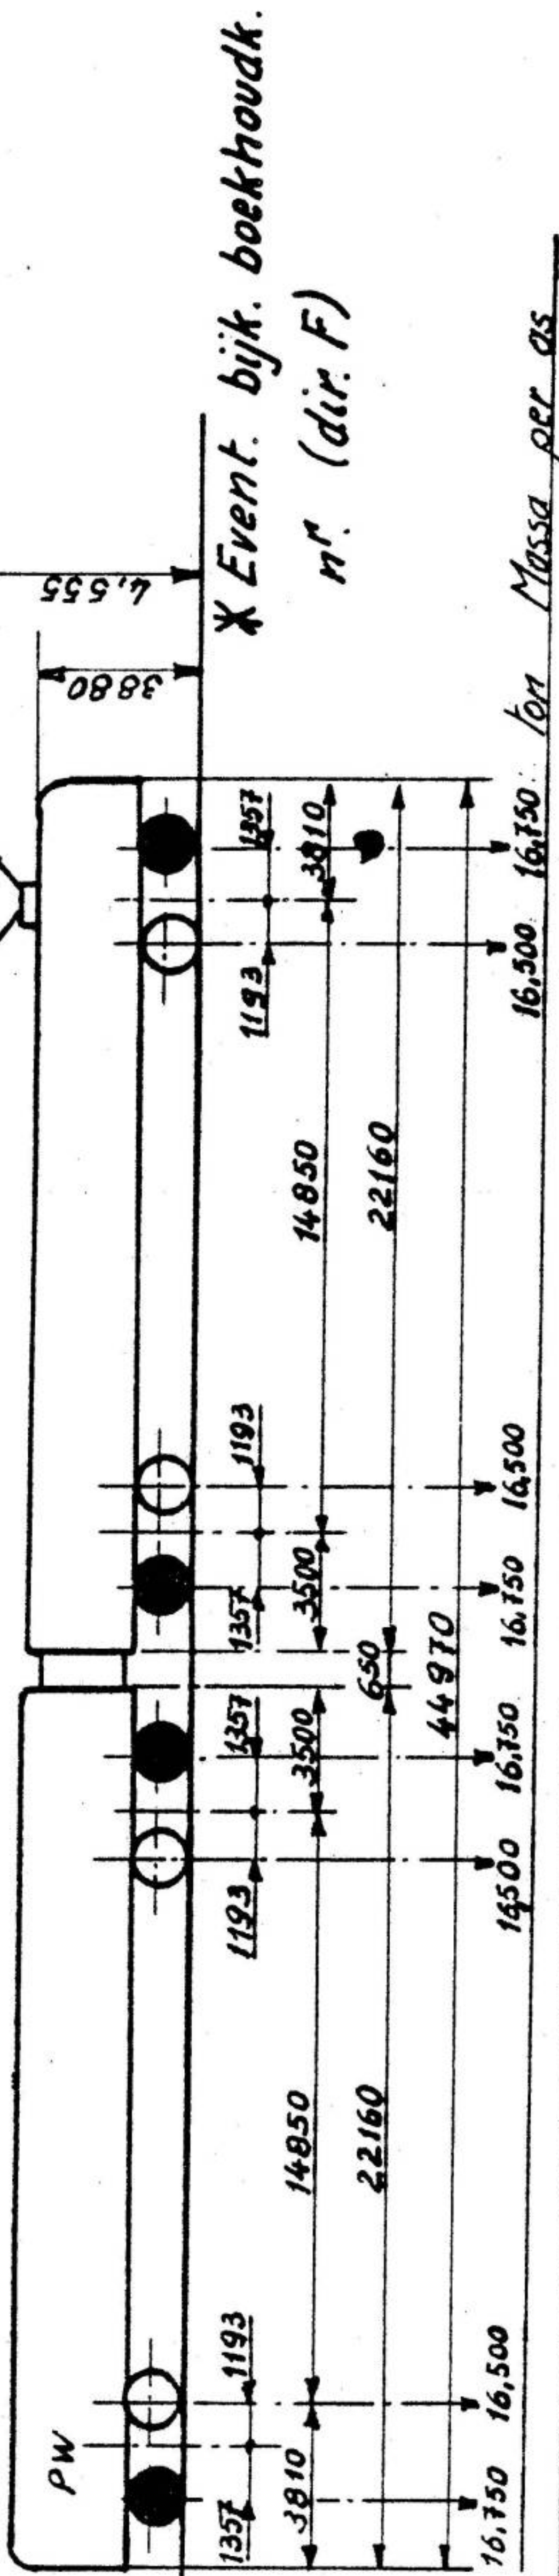 4,555
3880
* Event. bijk. boekhoudk.
nr. (dir. F)
PW
1357 1193 1193 1357 1357 1193 1193 1357
3810 14850 3500 3500 14850 3810
22160 650 22160
44970
16,750 16,500 16500 16,750 16,750 16,500 16,500 16,750 ton Massa per as